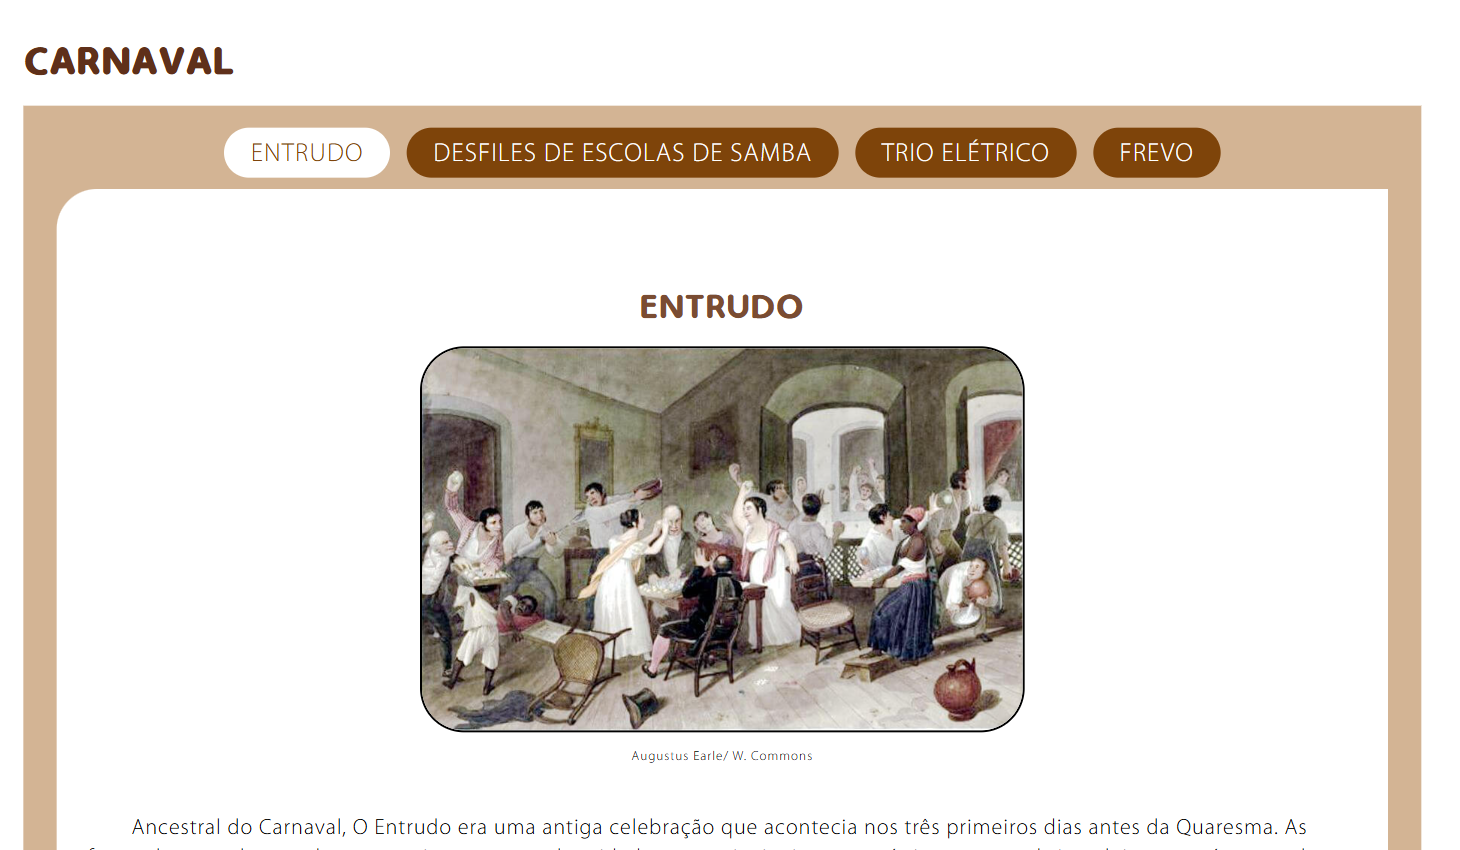 CARNAVAL
ENTRUDO
DESFILES DE ESCOLAS DE SAMBA
TRIO ELÉTRICO
FREVO
ENTRUDO
Augustus Earle/ W. Commons
Ancestral do Carnaval, O Entrudo era uma antiga celebração que acontecia nos três primeiros dias antes da Quaresma. As